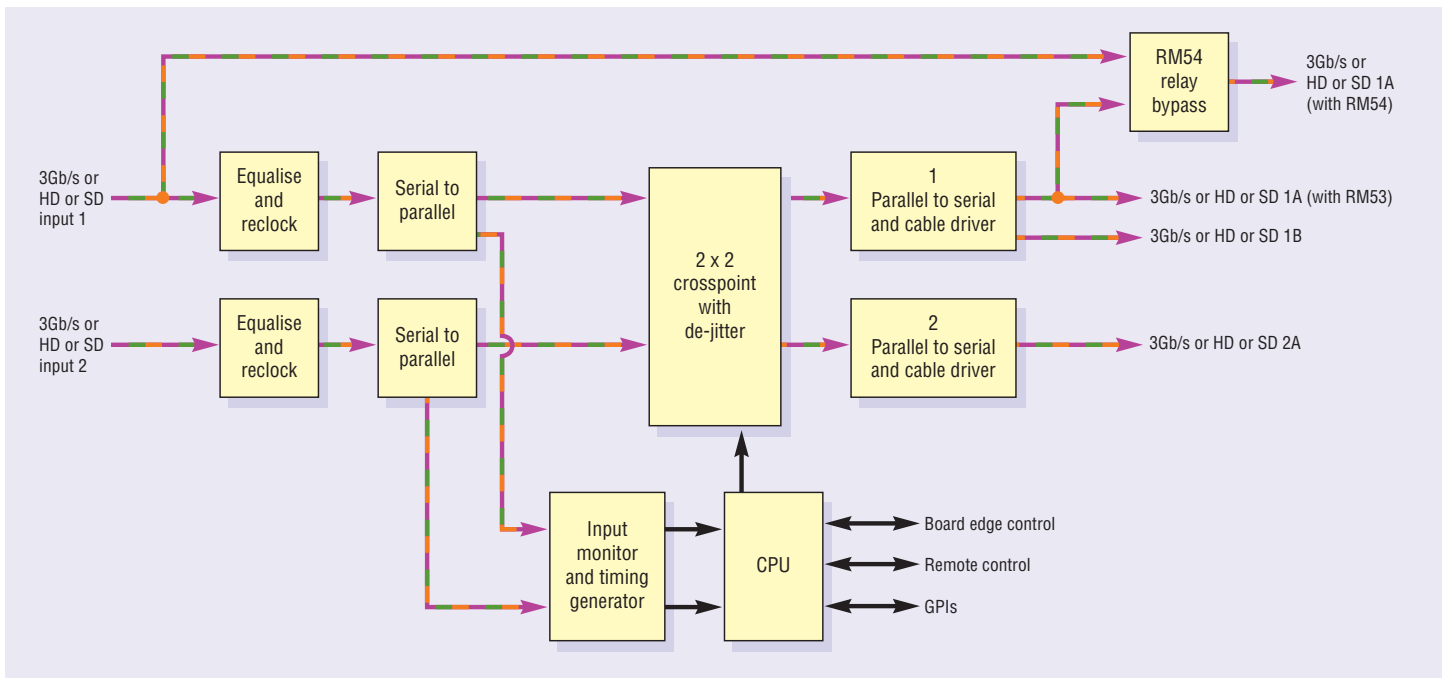 RM54
relay
bypass
3Gb/s or
HD or SD 1A
(with RM54)
3Gb/s or
HD or SD
input 1
Equalise
and
reclock
Serial to
parallel
2 x 2
crosspoint
with
de-jitter
1
Parallel to serial
and cable driver
3Gb/s or HD or SD 1A (with RM53)
3Gb/s or HD or SD 1B
3Gb/s or
HD or SD
input 2
Equalise
and
reclock
Serial to
parallel
2
Parallel to serial
and cable driver
3Gb/s or HD or SD 2A
Input
monitor
and timing
generator
CPU
Board edge control
Remote control
GPIs